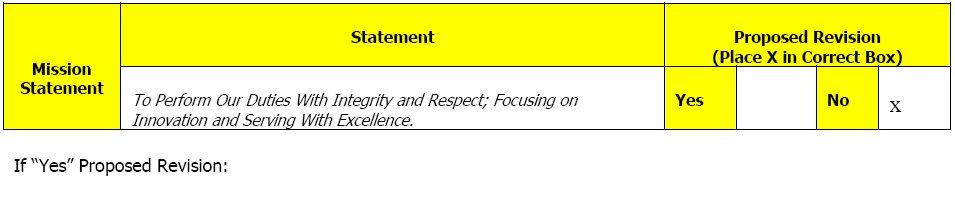 Mission
Statement
Statement
Proposed Revision
(Place X in Correct Box)
To Perform Our Duties With Integrity and Respect; Focusing on
Innovation and Serving With Excellence.
Yes
No
X
If “Yes” Proposed Revision: